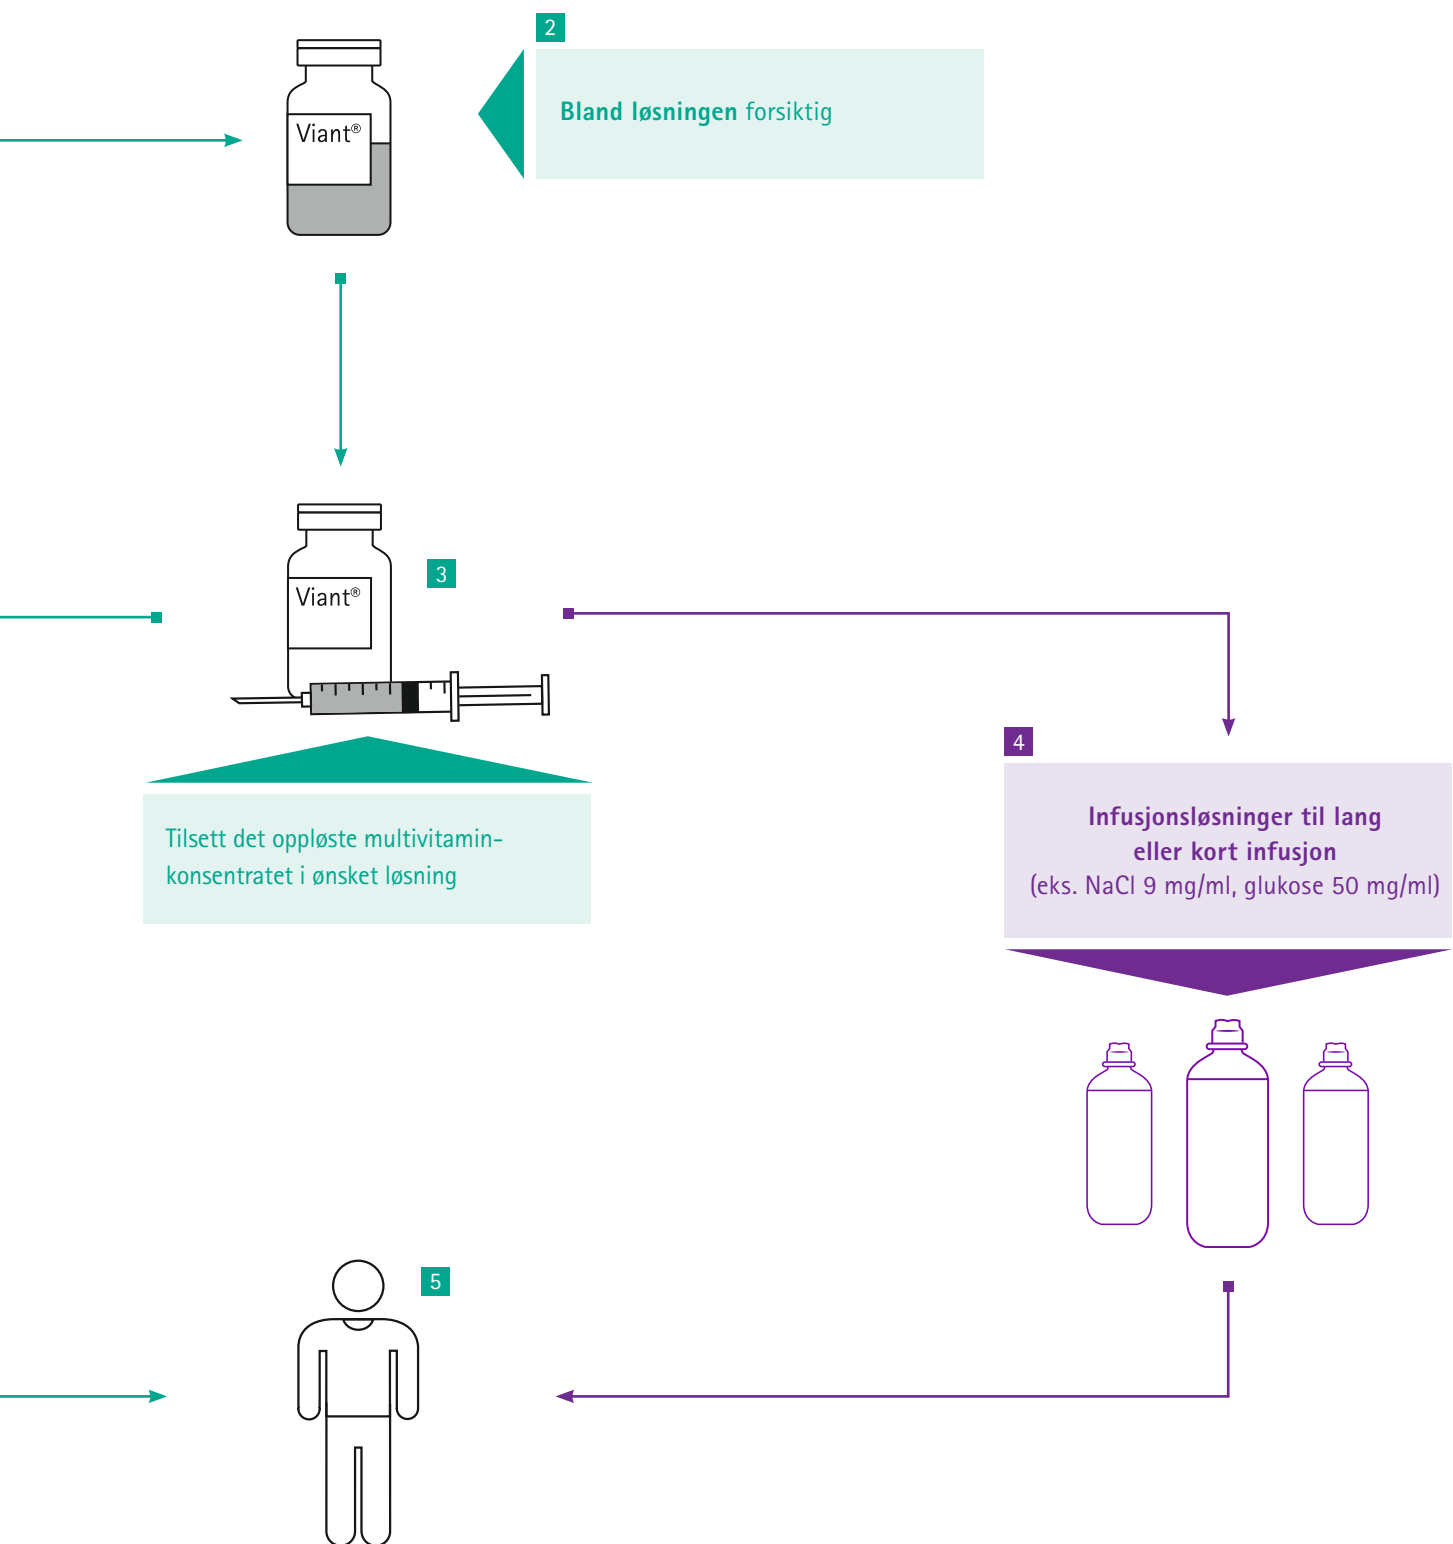 2
Bland løsningen forsiktig
Viant®
3
Viant®
Tilsett det oppløste multivitamin-
konsentratet i ønsket løsning
4
Infusjonsløsninger til lang
eller kort infusjon
(eks. NaCl 9 mg/ml, glukose 50 mg/ml)
5